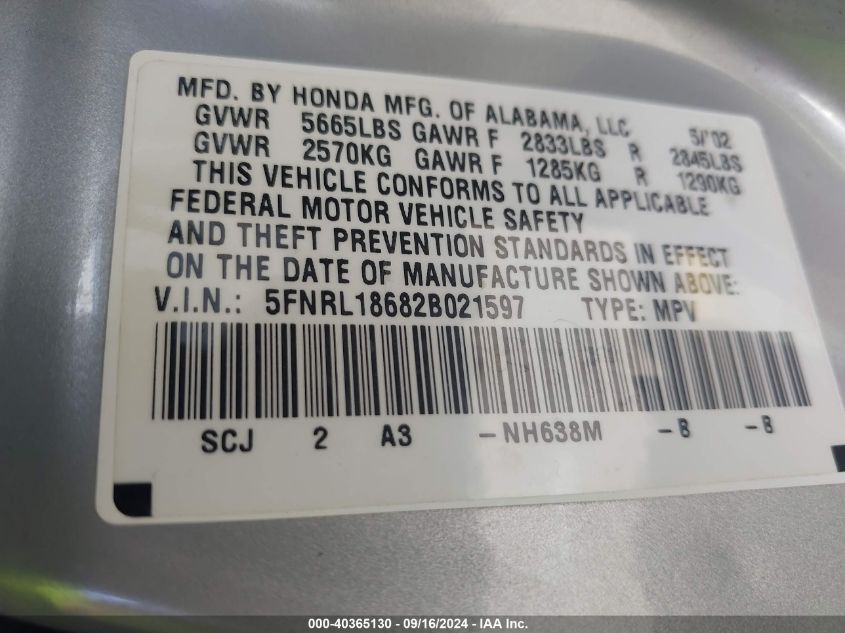 MFD. BY HONDA MFG. OF ALABAMA, LLC 5/'02
GVWR 5665LBS GAWR F 2833LBS R 2845LBS
GVWR 2570KG GAWR F 1285KG R 1290KG
THIS VEHICLE CONFORMS TO ALL APPLICABLE
FEDERAL MOTOR VEHICLE SAFETY
AND THEFT PREVENTION STANDARDS IN EFFECT
ON THE DATE OF MANUFACTURE SHOWN ABOVE:
V.I.N.: 5FNRL18682B021597 TYPE: MPV
SCJ 2 A3 -NH638M -B -B
000-40365130 - 09/16/2024 - IAA Inc.